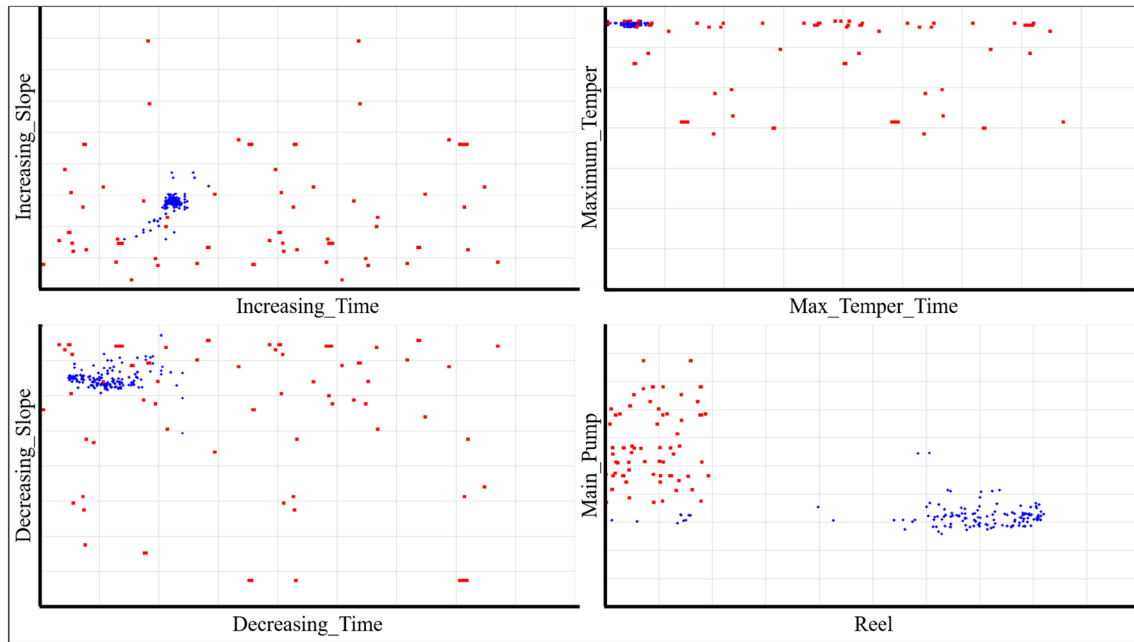 Increasing_Slope
Increasing_Time
Maximum_Temper
Max_Temper_Time
Decreasing_Slope
Decreasing_Time
Main_Pump
Reel